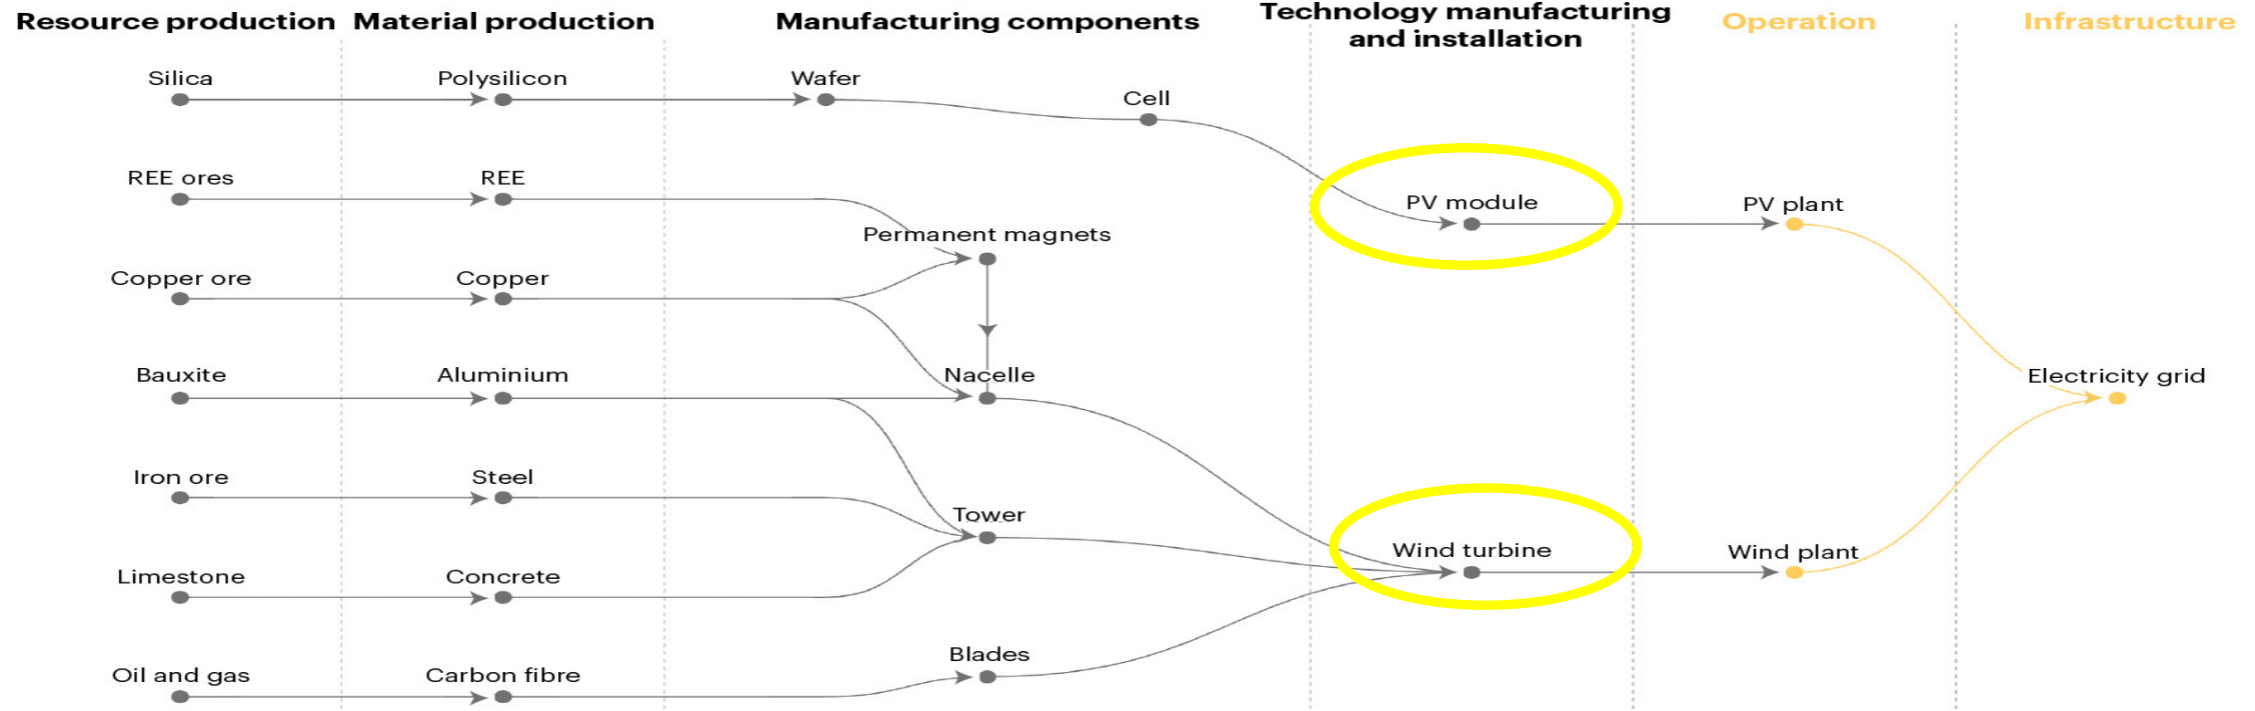 Resource production
Material production
Manufacturing components
Technology manufacturing
and installation
Operation
Infrastructure
Silica
Polysilicon
Wafer
Cell
REE ores
REE
PV module
PV plant
Permanent magnets
Copper ore
Copper
Bauxite
Aluminium
Nacelle
Electricity grid
Iron ore
Steel
Tower
Wind turbine
Wind plant
Limestone
Concrete
Blades
Oil and gas
Carbon fibre